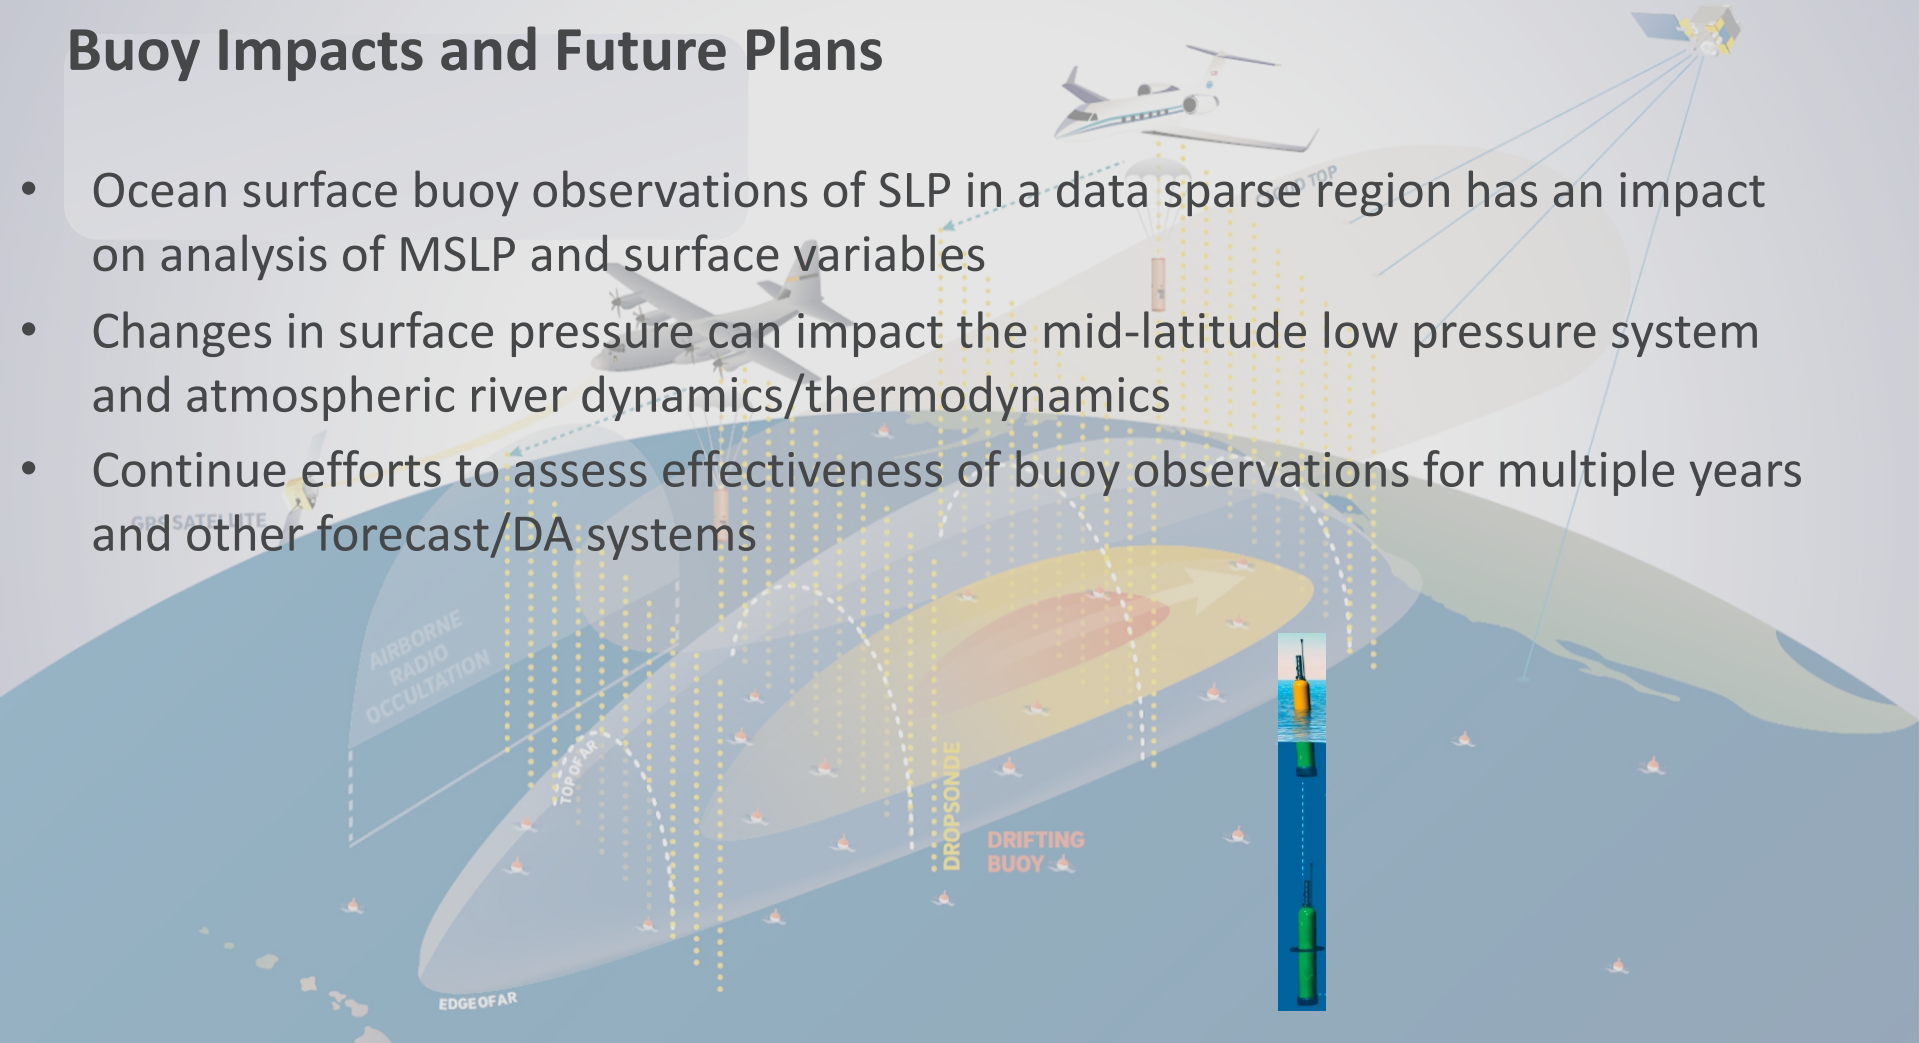 Buoy Impacts and Future Plans
• Ocean surface buoy observations of SLP in a data sparse region has an impact
on analysis of MSLP and surface variables
• Changes in surface pressure can impact the mid-latitude low pressure system
and atmospheric river dynamics/thermodynamics
• Continue efforts to assess effectiveness of buoy observations for multiple years
and other forecast/DA systems
GPS SATELLITE
AIRBORNE
RADIO
OCCULTATION
TOP OF AR
DROPSONDE
DRIFTING
BUOY
EDGE OF AR